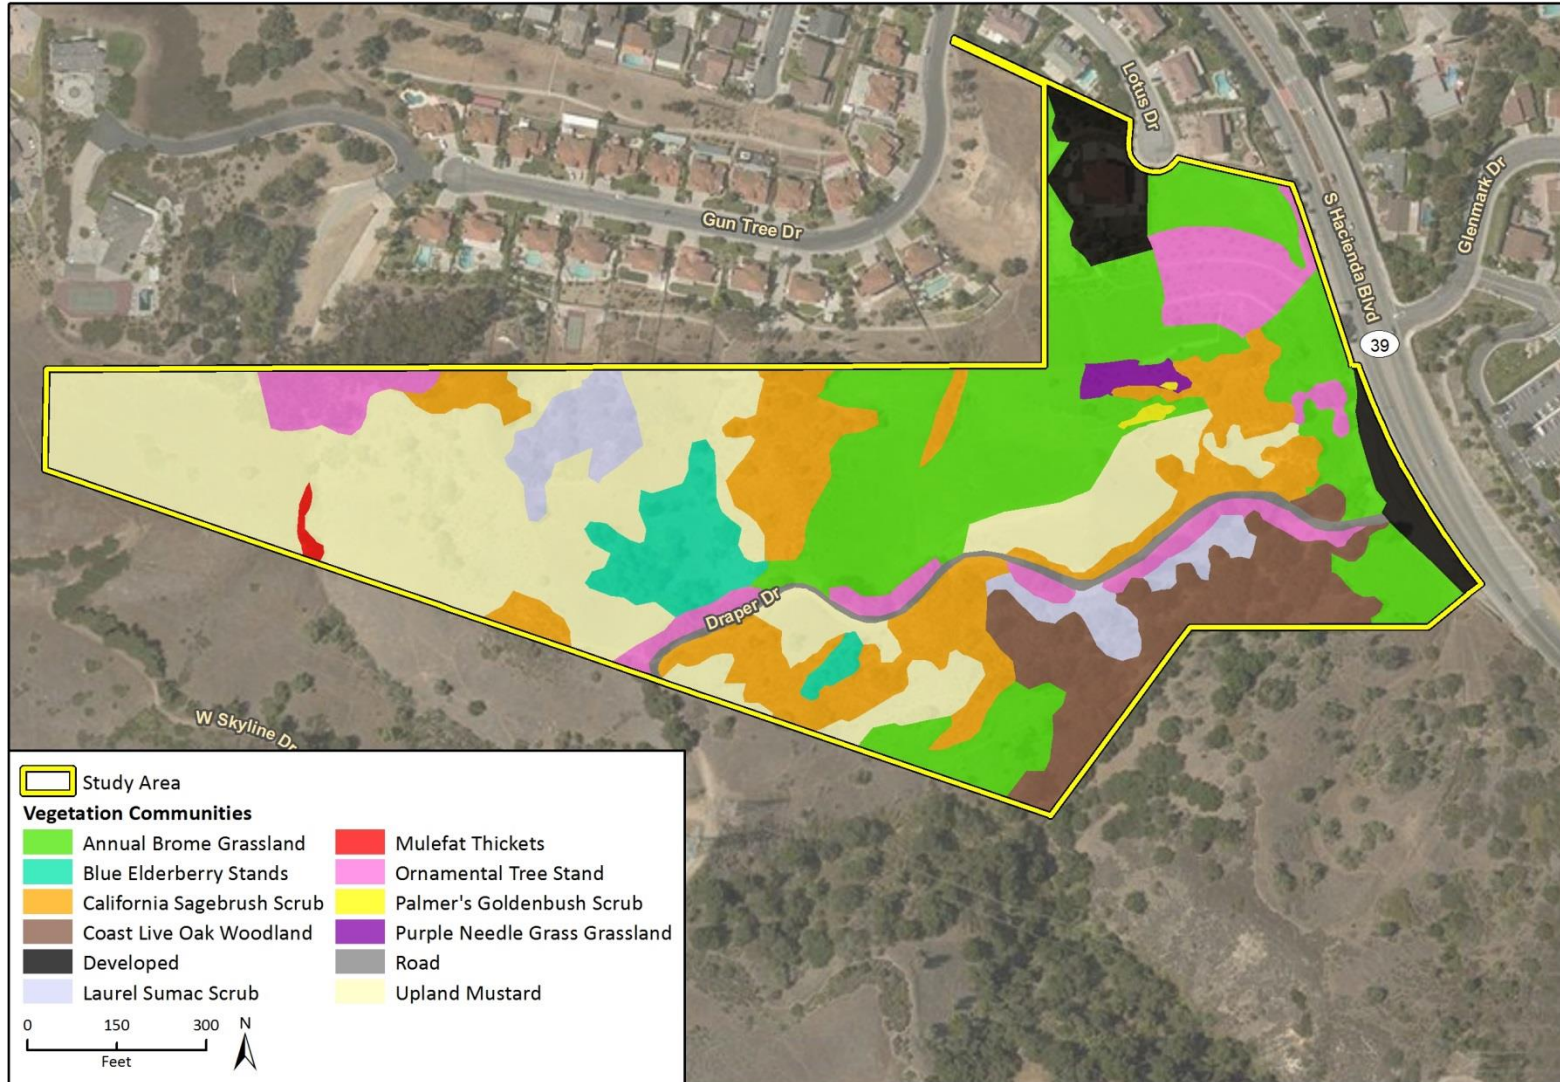 Lotus Dr
S Hacienda Blvd
Glenmark Dr
Gun Tree Dr
39
Draper Dr
W Skyline Dr
Study Area
Vegetation Communities
Annual Brome Grassland
Blue Elderberry Stands
California Sagebrush Scrub
Coast Live Oak Woodland
Developed
Laurel Sumac Scrub
Mulefat Thickets
Ornamental Tree Stand
Palmer's Goldenbush Scrub
Purple Needle Grass Grassland
Road
Upland Mustard
0 150 300
Feet
N